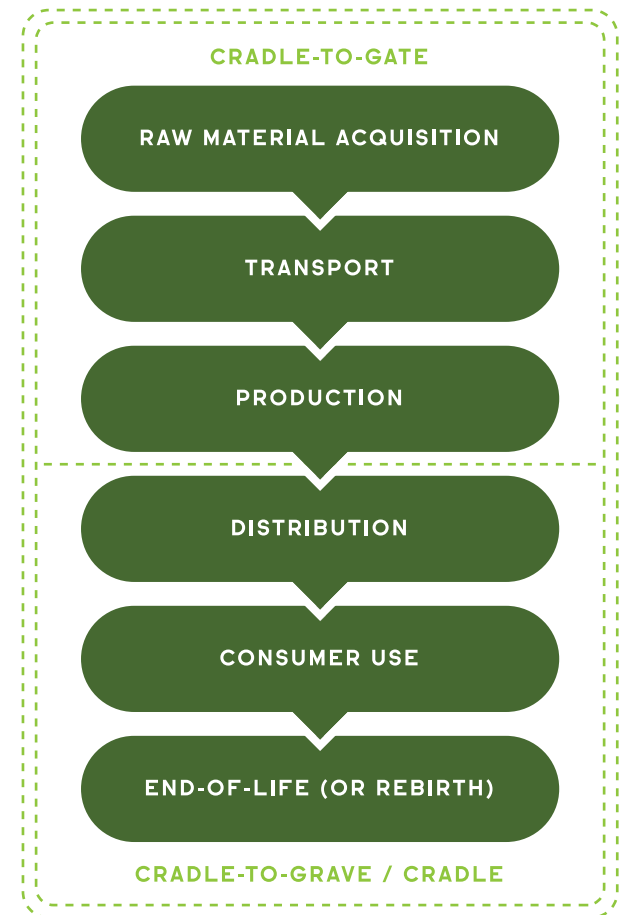 CRADLE-TO-GATE
RAW MATERIAL ACQUISITION
TRANSPORT
PRODUCTION
DISTRIBUTION
CONSUMER USE
END-OF-LIFE (OR REBIRTH)
CRADLE-TO-GRAVE / CRADLE